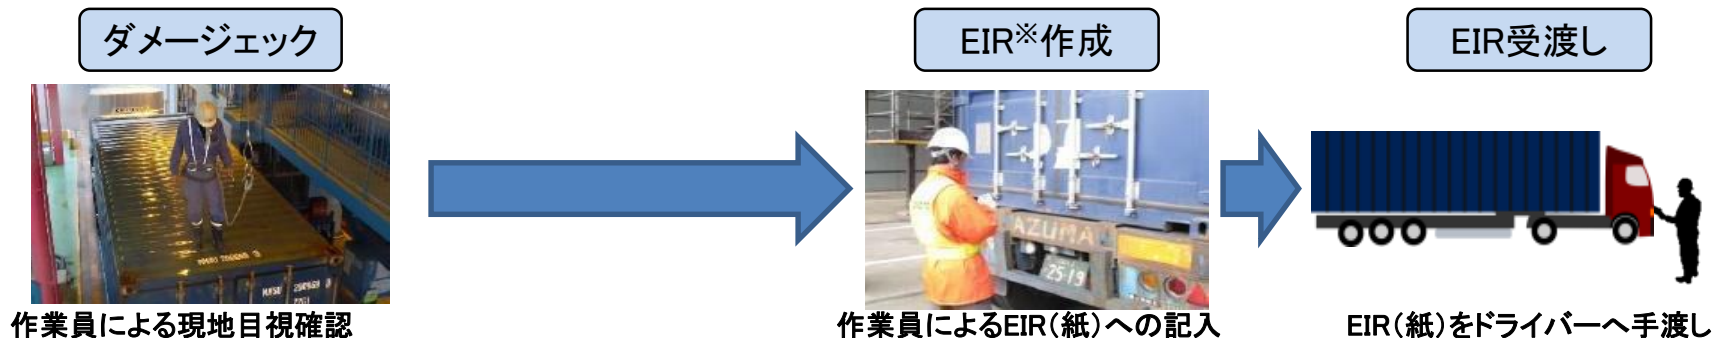 ダメージェック
EIR※作成
EIR受渡し
AZUMA
25-19
作業員による現地目視確認
作業員によるEIR(紙)への記入
EIR(紙)をドライバーへ手渡し